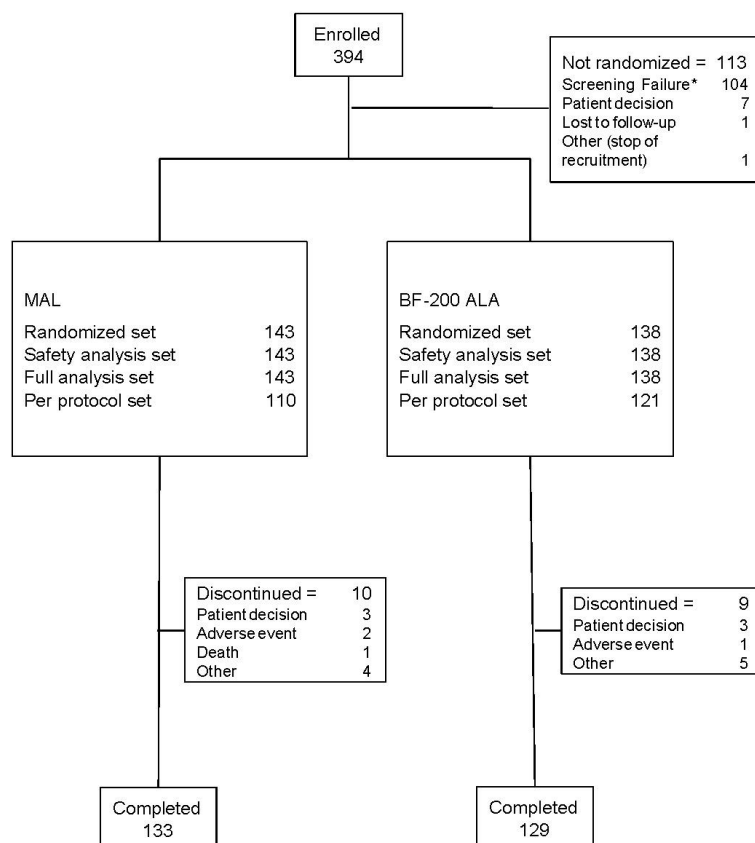 Enrolled
394
Not randomized = 113
Screening Failure* 104
Patient decision 7
Lost to follow-up 1
Other (stop of
recruitment) 1
MAL
Randomized set 143
Safety analysis set 143
Full analysis set 143
Per protocol set 110
BF-200 ALA
Randomized set 138
Safety analysis set 138
Full analysis set 138
Per protocol set 121
Discontinued = 10
Patient decision 3
Adverse event 2
Death 1
Other 4
Discontinued = 9
Patient decision 3
Adverse event 1
Other 5
Completed
133
Completed
129